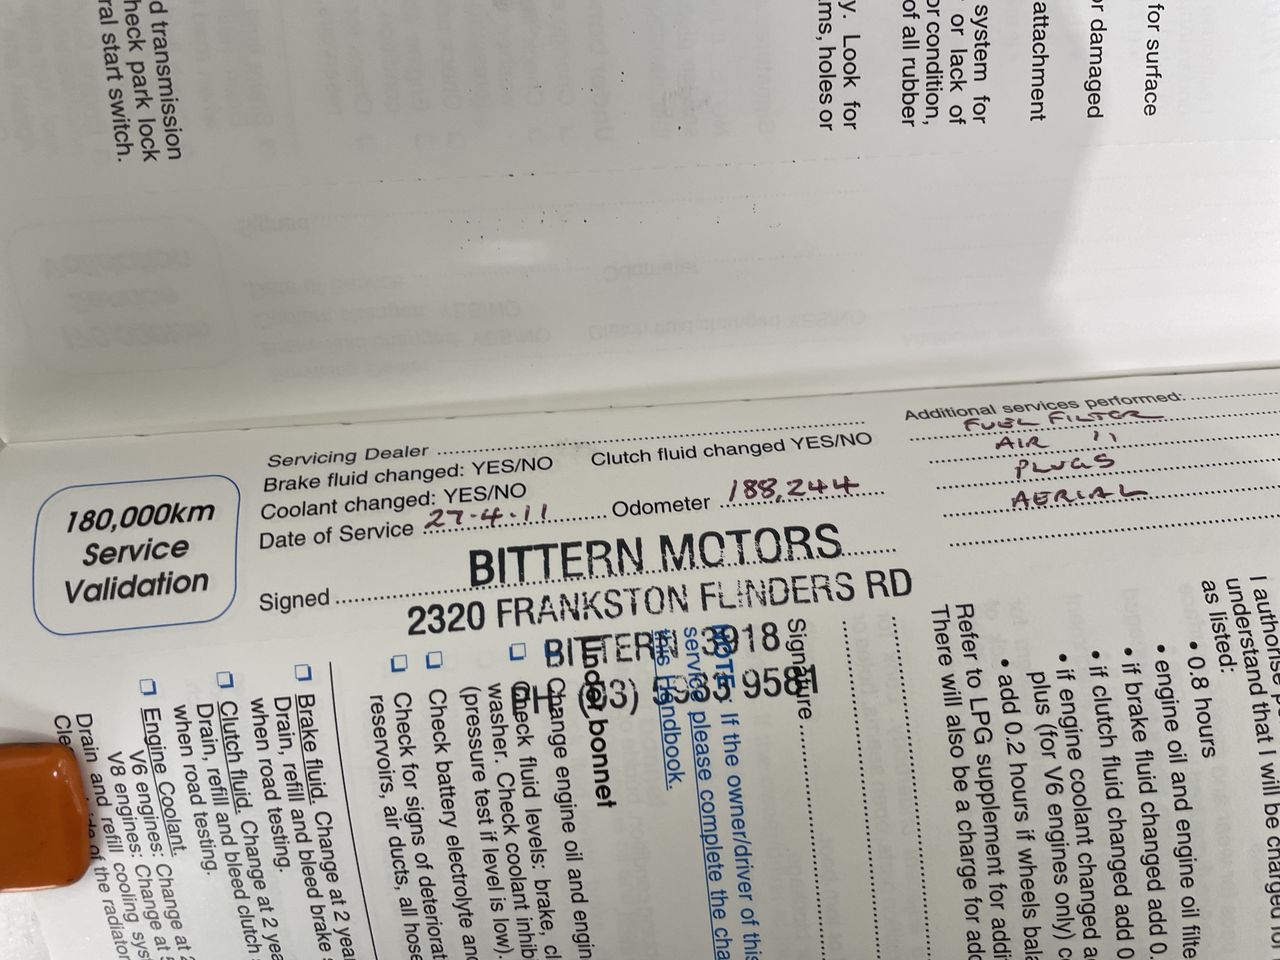 d transmission
heck park lock
ral start switch.
y. Look for
ms, holes or
system for
or lack of
or condition,
of all rubber
attachment
or damaged
for surface
180,000km
Service
Validation
Servicing Dealer
Brake fluid changed: YES/NO Clutch fluid changed YES/NO
Coolant changed: YES/NO
Date of Service 27.4.11 Odometer 188,244
Signed
BITTERN MOTORS
2320 FRANKSTON FLINDERS RD
BITTERN 3918
PH (03) 5983 9581
Additional services performed:
FUEL FILTER
AIR "
PLUGS
AERIAL
I authorise
understand that I will be charged for
as listed:
• 0.8 hours
• engine oil and engine oil filte
• if brake fluid changed add 0.
• if clutch fluid changed add 0
• if engine coolant changed a
plus (for V6 engines only) c
• add 0.2 hours if wheels bala
Refer to LPG supplement for addit
There will also be a charge for add
Signature
NOTE: If the owner/driver of this
service please complete the cha
this Handbook.
Under bonnet
Change engine oil and engin
Check fluid levels: brake, cl
washer. Check coolant inhib
(pressure test if level is low).
Check battery electrolyte and
Check for signs of deteriorat
reservoirs, air ducts, all hose
Brake fluid. Change at 2 year
Drain, refill and bleed brake s
when road testing.
Clutch fluid. Change at 2 yea
Drain, refill and bleed clutch s
when road testing.
Engine Coolant.
V6 engines: Change at
V8 engines: Change at
Drain and refill cooling syst
of the radiator